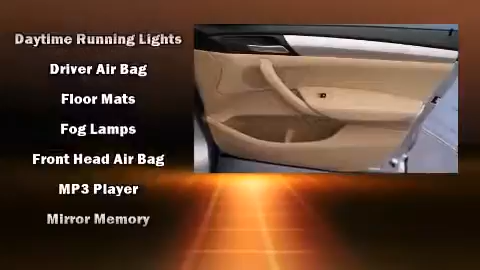 Daytime Running Lights
Driver Air Bag
Floor Mats
Fog Lamps
Front Head Air Bag
MP3 Player
Mirror Memory